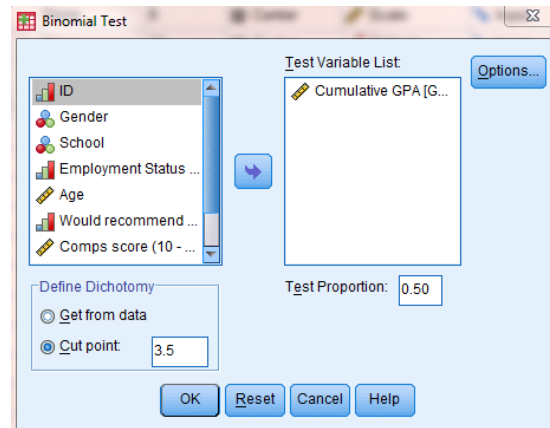 Binomial Test
Test Variable List:
Options...
ID
Gender
School
Employment Status ...
Age
Would recommend ...
Comps score (10 - ...
Cumulative GPA [G...
Define Dichotomy
Get from data
Cut point: 3.5
Test Proportion: 0.50
OK Reset Cancel Help